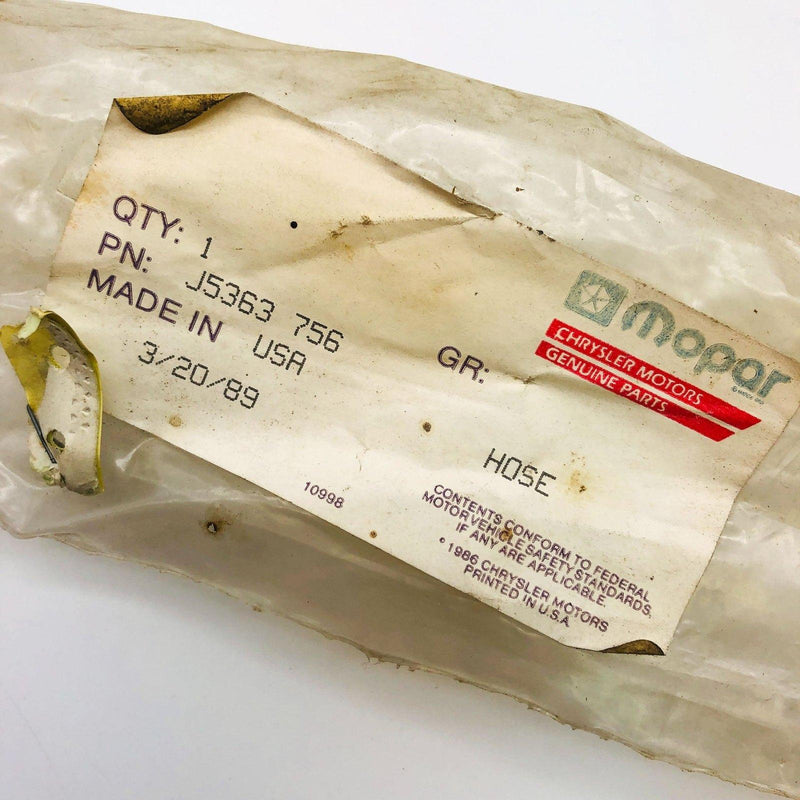 QTY: 1
PN: J5363 756
MADE IN USA
3/20/89
GR:
Mopar
CHRYSLER MOTORS
GENUINE PARTS
HOSE
10998
CONTENTS CONFORM TO FEDERAL
MOTOR VEHICLE SAFETY STANDARDS,
IF ANY ARE APPLICABLE.
© 1986 CHRYSLER MOTORS
PRINTED IN U.S.A